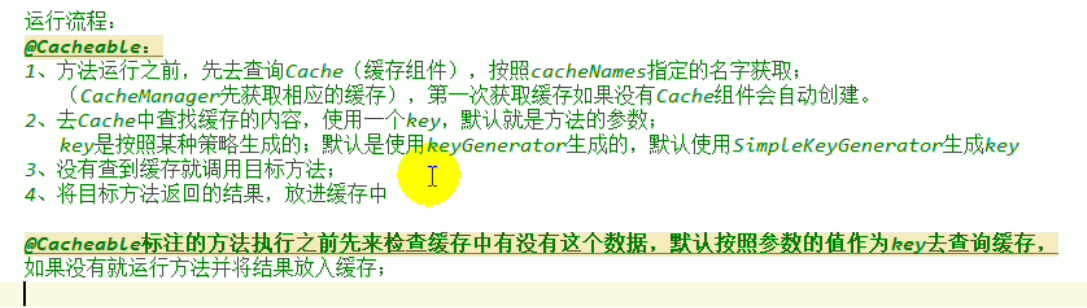 运行流程：
@Cacheable：
1、方法运行之前，先去查询Cache（缓存组件），按照cacheNames指定的名字获取；
（CacheManager先获取相应的缓存），第一次获取缓存如果没有Cache组件会自动创建。
2、去Cache中查找缓存的内容，使用一个key，默认就是方法的参数；
key是按照某种策略生成的；默认是使用keyGenerator生成的，默认使用SimpleKeyGenerator生成key
3、没有查到缓存就调用目标方法；
4、将目标方法返回的结果，放进缓存中
@Cacheable标注的方法执行之前先来检查缓存中有没有这个数据，默认按照参数的值作为key去查询缓存，
如果没有就运行方法并将结果放入缓存；